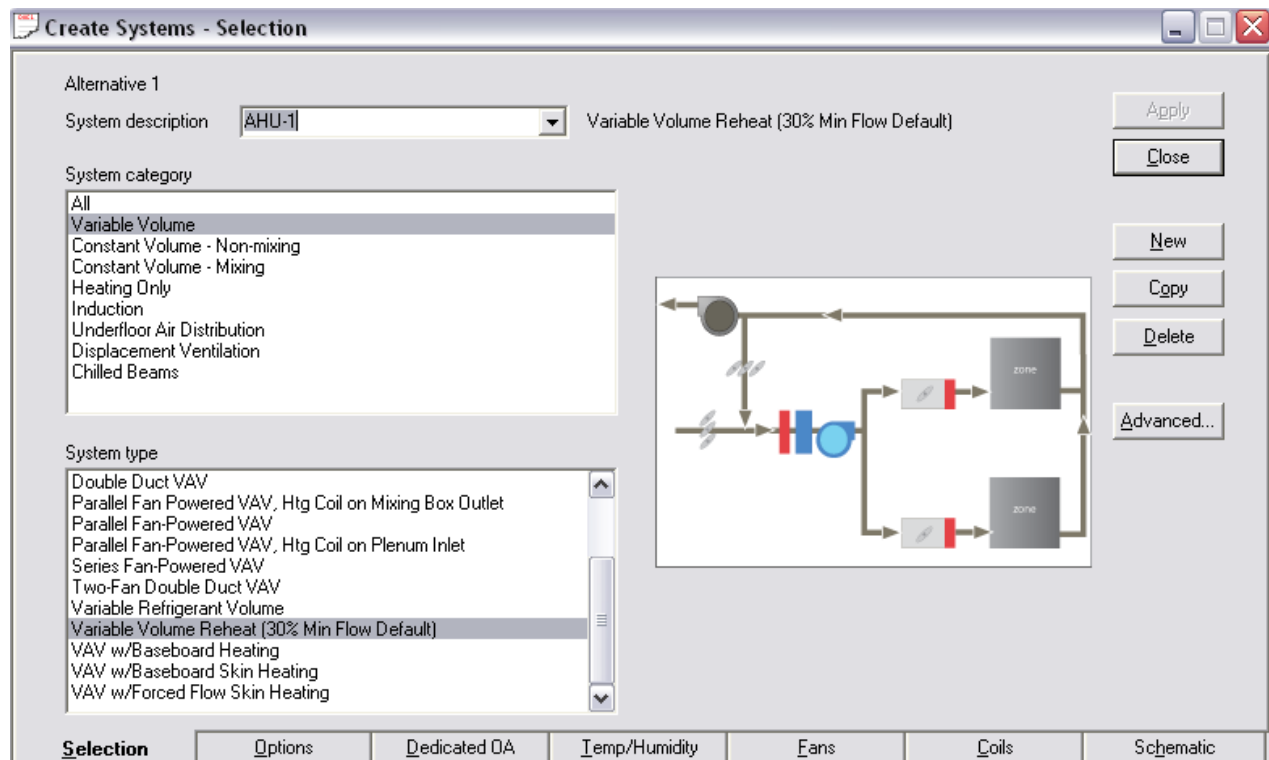 Create Systems - Selection
Alternative 1
System description AHU-1 Variable Volume Reheat (30% Min Flow Default)
Apply
Close
System category
All
Variable Volume
Constant Volume - Non-mixing
Constant Volume - Mixing
Heating Only
Induction
Underfloor Air Distribution
Displacement Ventilation
Chilled Beams
New
Copy
Delete
Advanced...
zone
zone
System type
Double Duct VAV
Parallel Fan-Powered VAV, Htg Coil on Mixing Box Outlet
Parallel Fan-Powered VAV
Parallel Fan-Powered VAV, Htg Coil on Plenum Inlet
Series Fan-Powered VAV
Two-Fan Double Duct VAV
Variable Refrigerant Volume
Variable Volume Reheat (30% Min Flow Default)
VAV w/Baseboard Heating
VAV w/Baseboard Skin Heating
VAV w/Forced Flow Skin Heating
Selection Options Dedicated OA Temp/Humidity Fans Coils Schematic